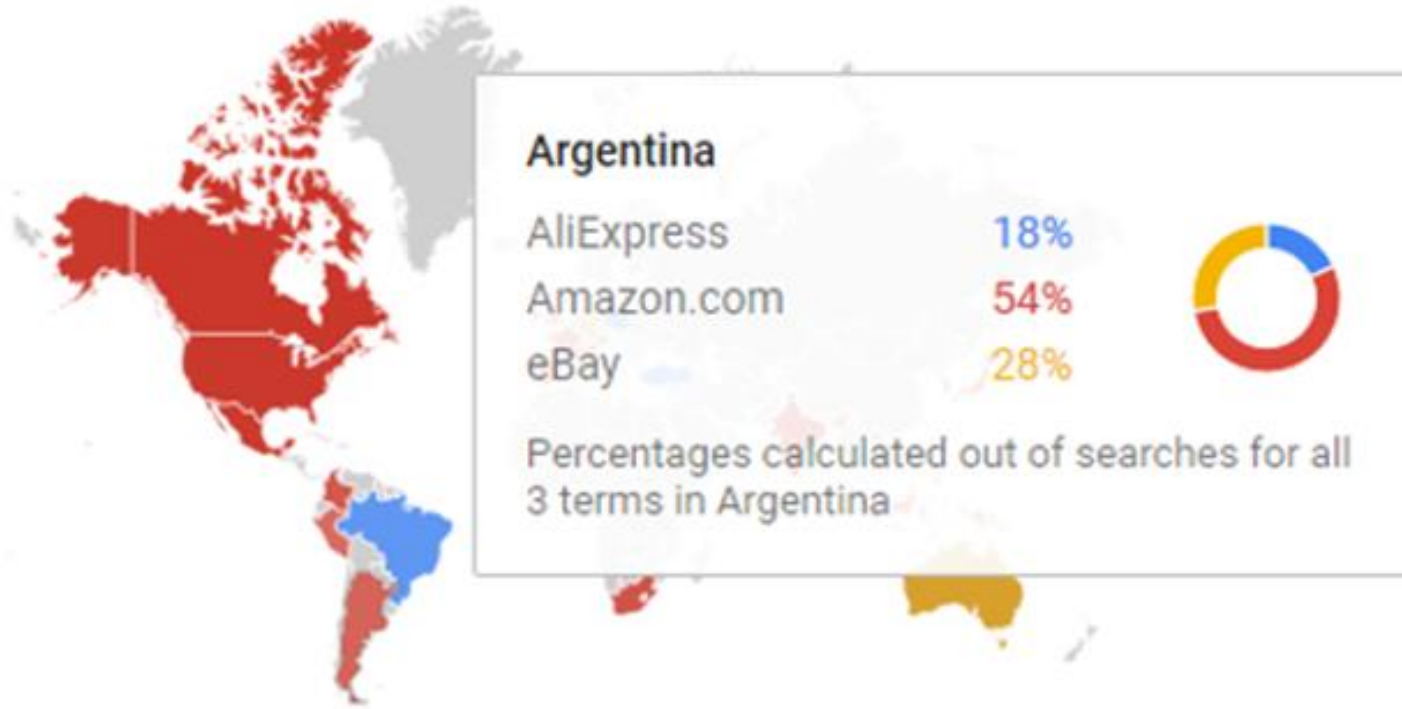 Argentina
AliExpress 18%
Amazon.com 54%
eBay 28%
Percentages calculated out of searches for all
3 terms in Argentina